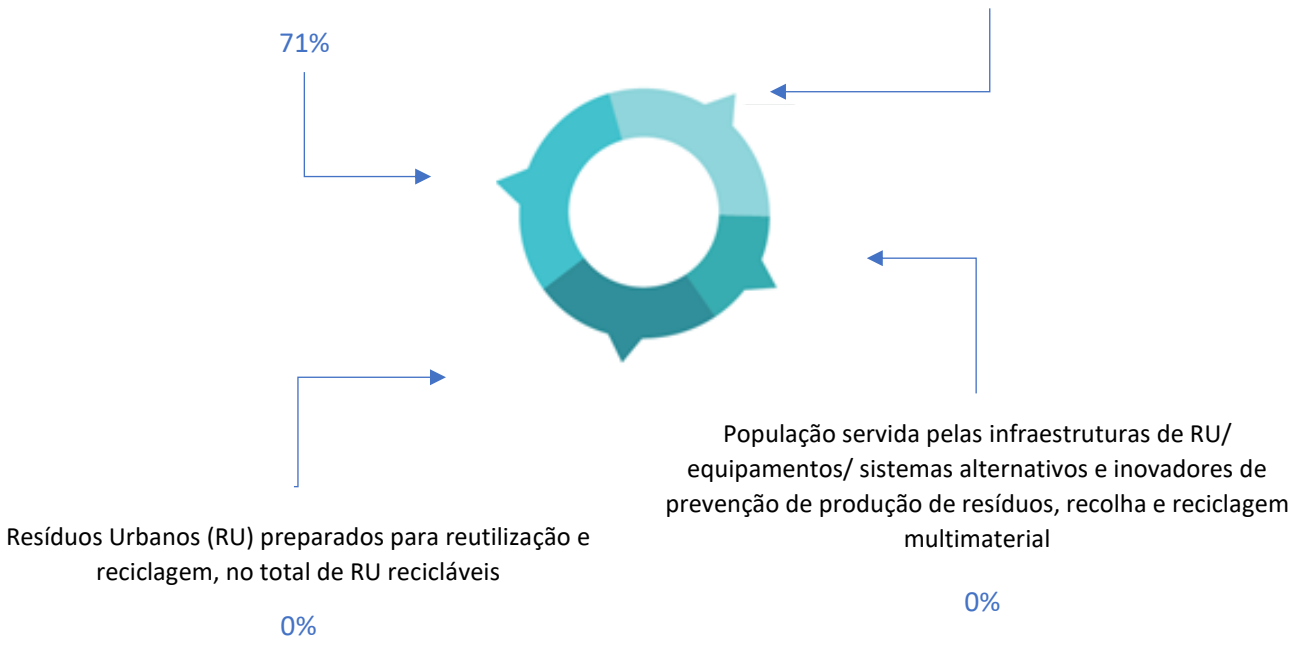 71%
População servida pelas infraestruturas de RU/
equipamentos/ sistemas alternativos e inovadores de
prevenção de produção de resíduos, recolha e reciclagem
multimaterial
0%
Resíduos Urbanos (RU) preparados para reutilização e
reciclagem, no total de RU recicláveis
0%